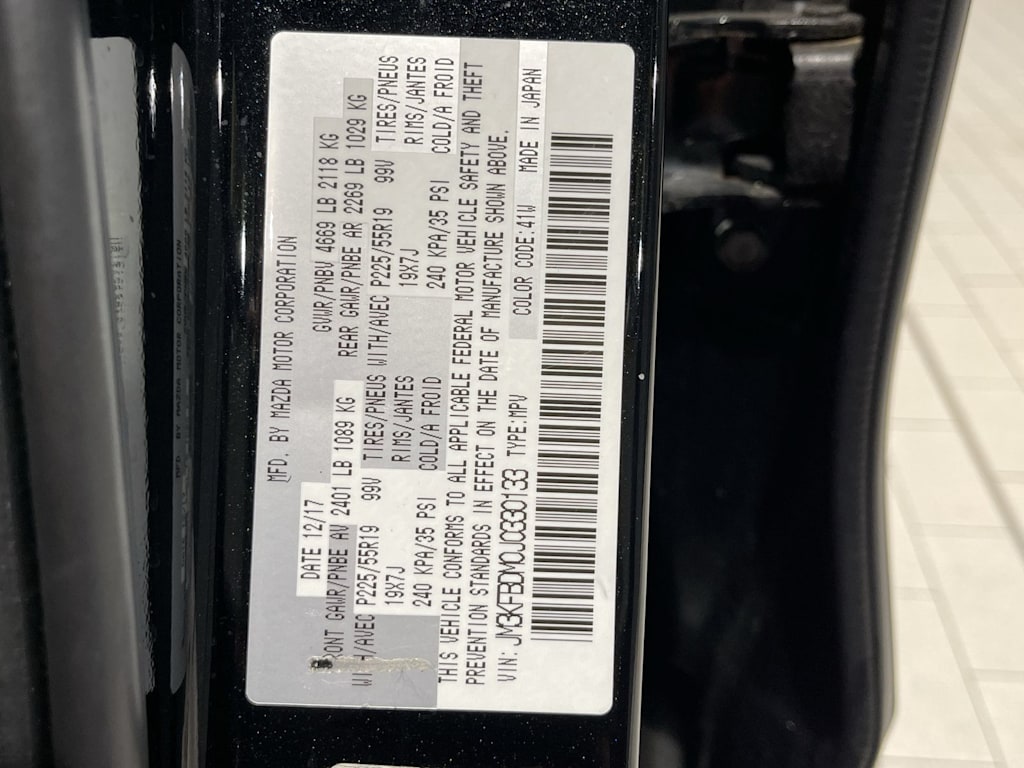 MFD. BY MAZDA MOTOR CORPORATION
DATE 12/17 GVWR/PNBV 4669 LB 2118 KG
GAWR/PNBE AV 2401 LB 1089 KG REAR GAWR/PNBE AR 2269 LB 1029 KG
WITH/AVEC P225/55R19 99V TIRES/PNEUS WITH/AVEC P225/55R19 99V TIRES/PNEUS
19X7J RIMS/JANTES 19X7J RIMS/JANTES
240 KPA/35 PSI COLD/A FROID 240 KPA/35 PSI COLD/A FROID
THIS VEHICLE CONFORMS TO ALL APPLICABLE FEDERAL MOTOR VEHICLE SAFETY AND THEFT
PREVENTION STANDARDS IN EFFECT ON THE DATE OF MANUFACTURE SHOWN ABOVE.
VIN: JM3KFBDM0J0330133 TYPE:MPV COLOR CODE:41W MADE IN JAPAN